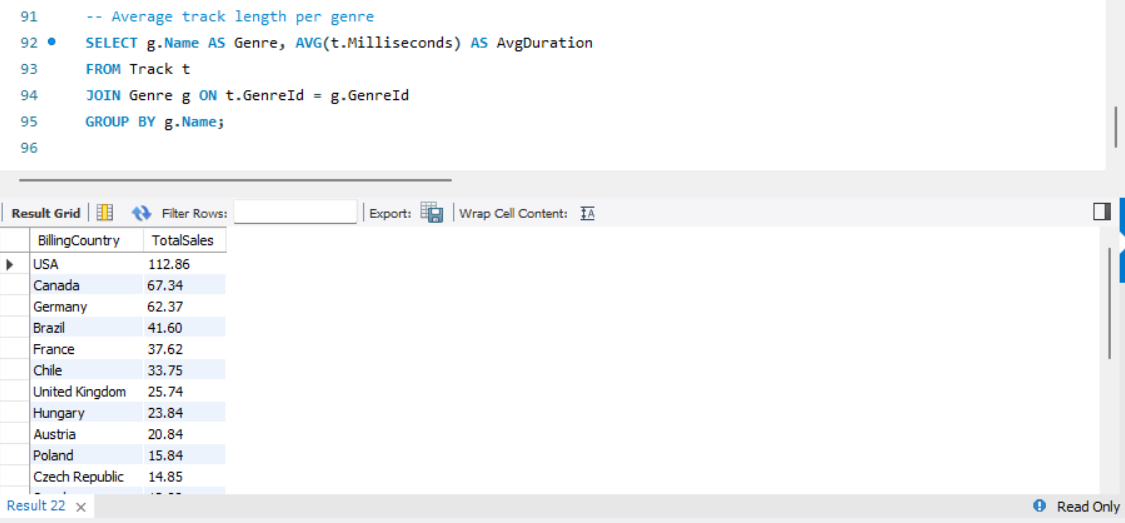 91 -- Average track length per genre
92 SELECT g.Name AS Genre, AVG(t.Milliseconds) AS AvgDuration
93 FROM Track t
94 JOIN Genre g ON t.GenreId = g.GenreId
95 GROUP BY g.Name;
96
Result Grid Filter Rows: Export: Wrap Cell Content: IA
BillingCountry TotalSales
USA 112.86
Canada 67.34
Germany 62.37
Brazil 41.60
France 37.62
Chile 33.75
United Kingdom 25.74
Hungary 23.84
Austria 20.84
Poland 15.84
Czech Republic 14.85
Result 22 × Read Only